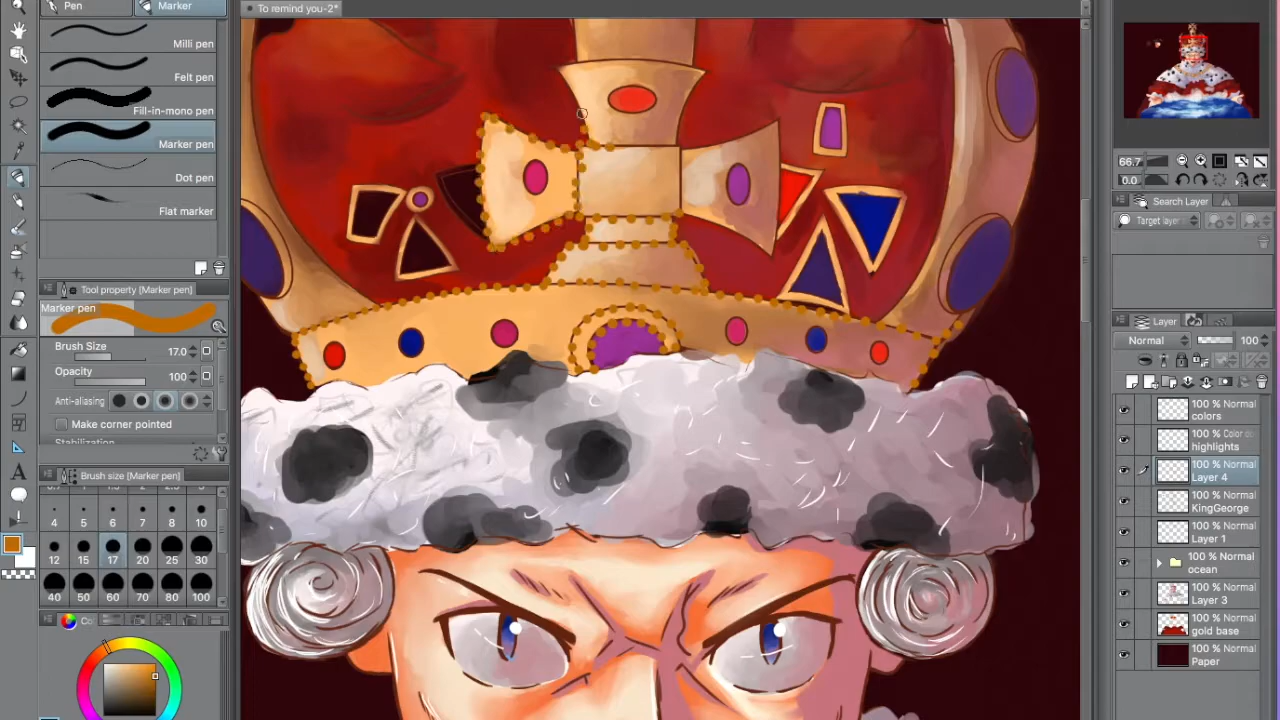 Pen
Marker
To remind you-2*
Milli pen
Felt pen
Fill-in-mono pen
Marker pen
Dot pen
Flat marker
Tool property [Marker pen]
Marker pen
Brush Size 17.0
Opacity 100
Anti-aliasing
Make corner pointed
Stabilization
Brush size [Marker pen]
4 5 6 7 8 10
12 15 17 20 25 30
40 50 60 70 80 100
66.7
0.0
Search Layer
Target layer
Layer
Normal 100
100 % Normal
colors
highlights
100 % Normal
Layer 4
100 % Normal
KingGeorge
100 % Normal
Layer 1
100 % Normal
ocean
100 % Normal
Layer 3
100 % Normal
gold base
100 % Normal
Paper